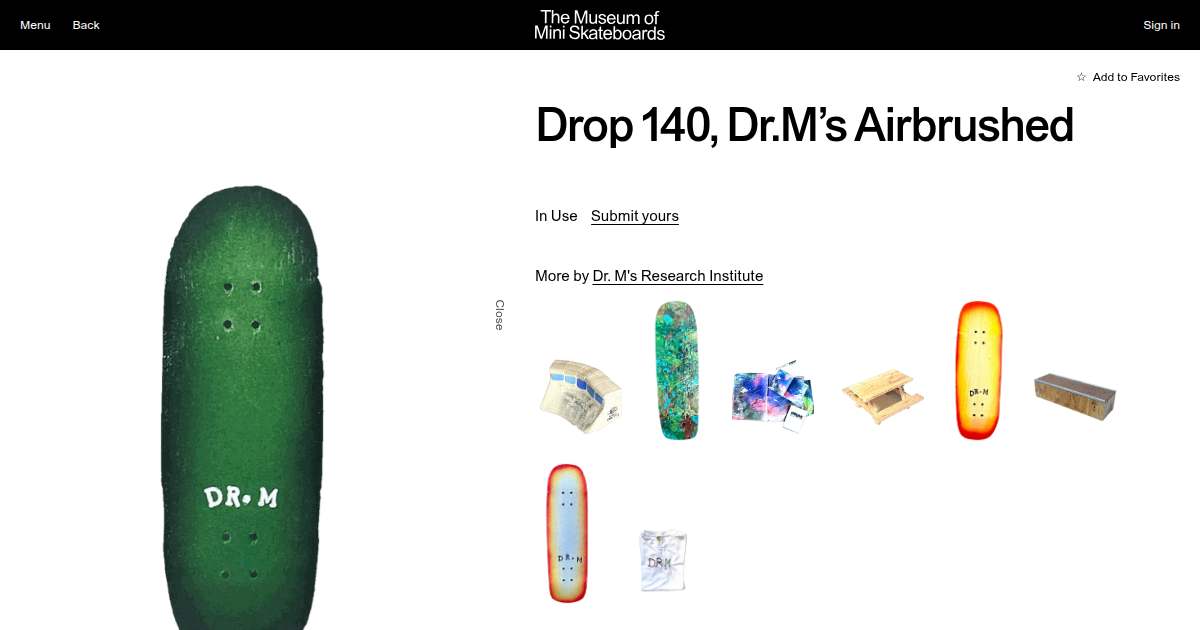 Menu
Back
The Museum of
Mini Skateboards
Sign in
☆ Add to Favorites
Drop 140, Dr.M’s Airbrushed
In Use
Submit yours
More by Dr. M's Research Institute
Close
DR.M
DR.M
DR.M
DRM